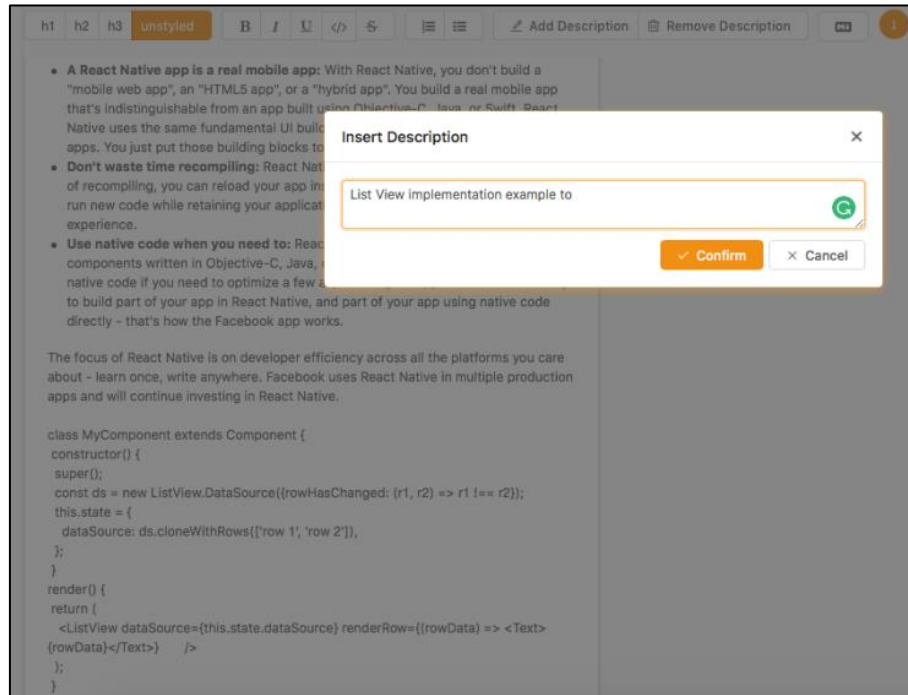 h1 h2 h3 unstyled B I U </> S Add Description Remove Description
• A React Native app is a real mobile app: With React Native, you don't build a
"mobile web app", an "HTML5 app", or a "hybrid app". You build a real mobile app
that's indistinguishable from an app built using Objective-C, Java, or Swift. React
Native uses the same fundamental UI buil
apps. You just put those building blocks to
Insert Description ×
• Don't waste time recompiling: React Nat
of recompiling, you can reload your app in
List View implementation example to
run new code while retaining your applicat
experience.
• Use native code when you need to: Reac
components written in Objective-C, Java,
✓ Confirm × Cancel
native code if you need to optimize a few
to build part of your app in React Native, and part of your app using native code
directly - that's how the Facebook app works.
The focus of React Native is on developer efficiency across all the platforms you care
about - learn once, write anywhere. Facebook uses React Native in multiple production
apps and will continue investing in React Native.
class MyComponent extends Component {
constructor() {
super();
const ds = new ListView.DataSource({rowHasChanged: (r1, r2) => r1 !== r2});
this.state = {
dataSource: ds.cloneWithRows(['row 1', 'row 2']),
};
}
render() {
return (
<ListView dataSource={this.state.dataSource} renderRow={(rowData) => <Text>
{rowData}</Text>} />
);
}